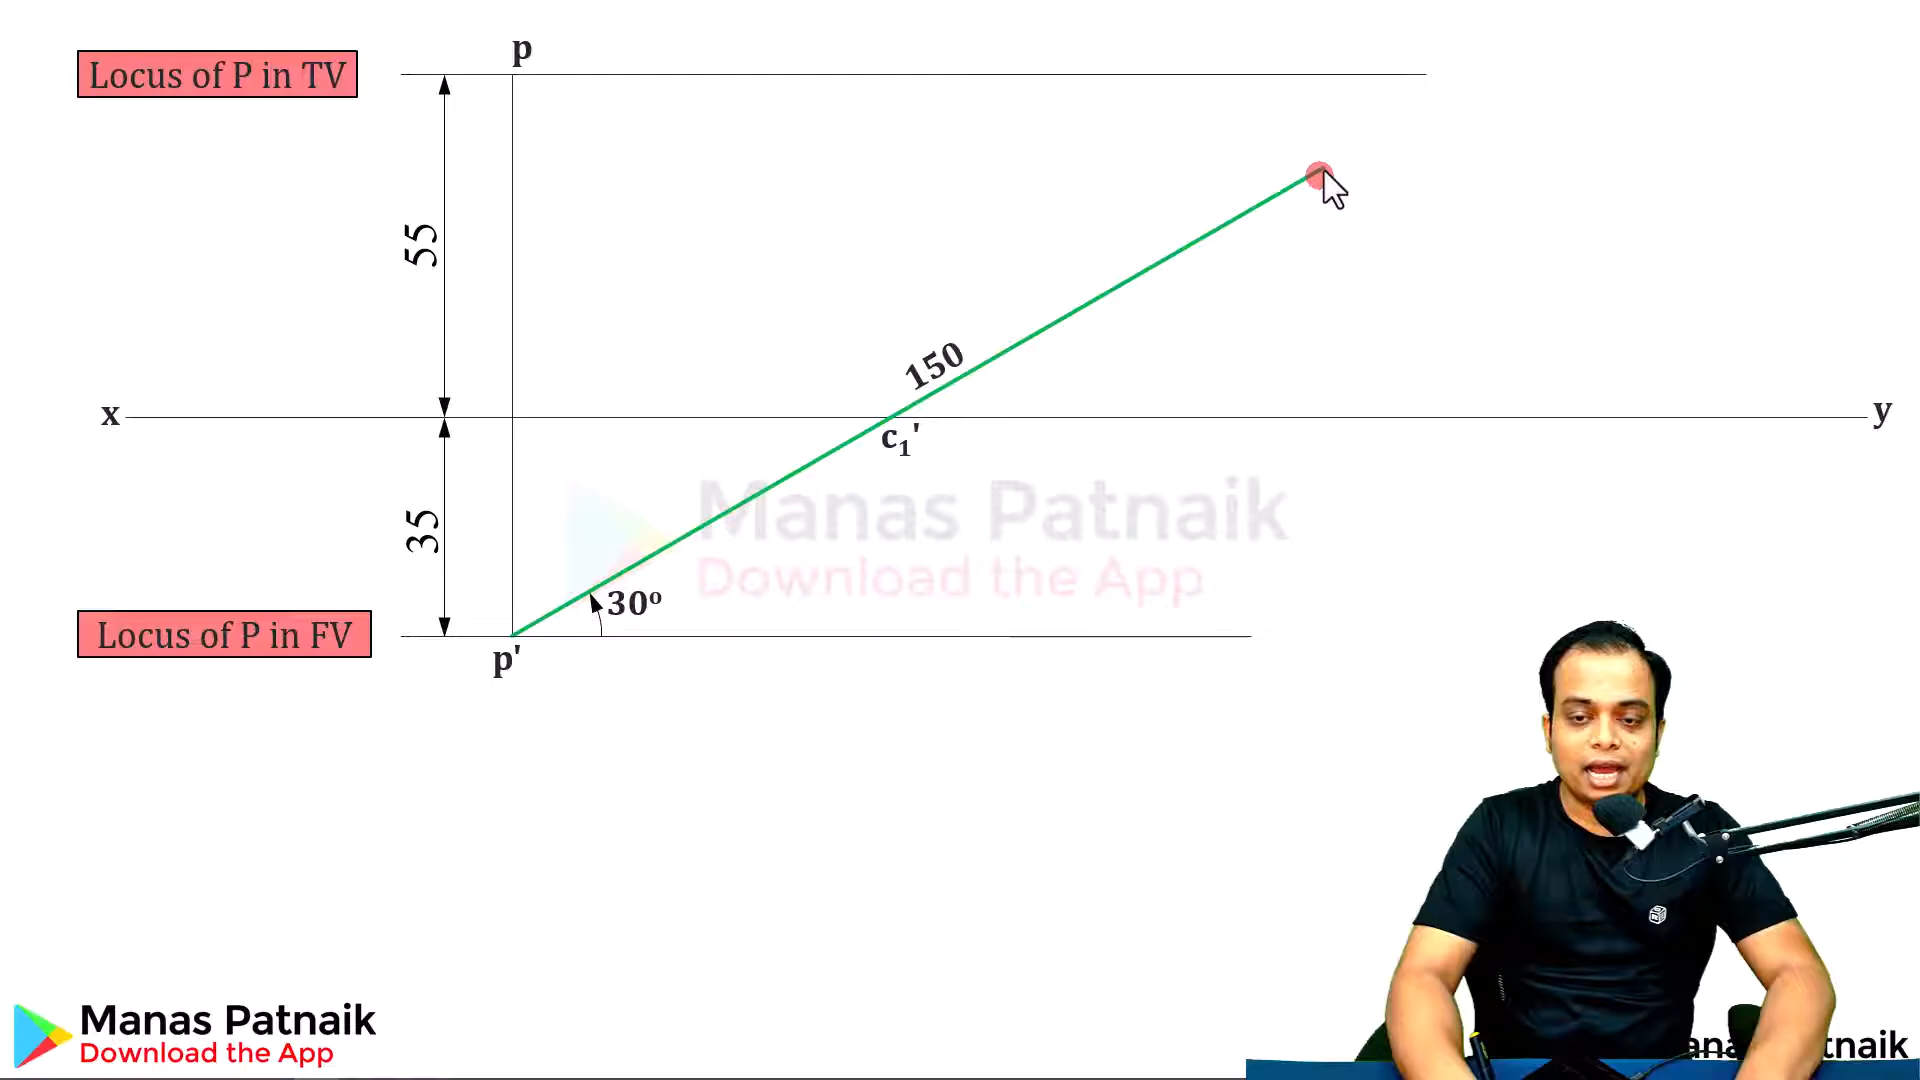 p
Locus of P in TV
55
150
x
y
c₁'
Manas Patnaik
Download the App
35
30º
Locus of P in FV
p'
Manas Patnaik
Download the App